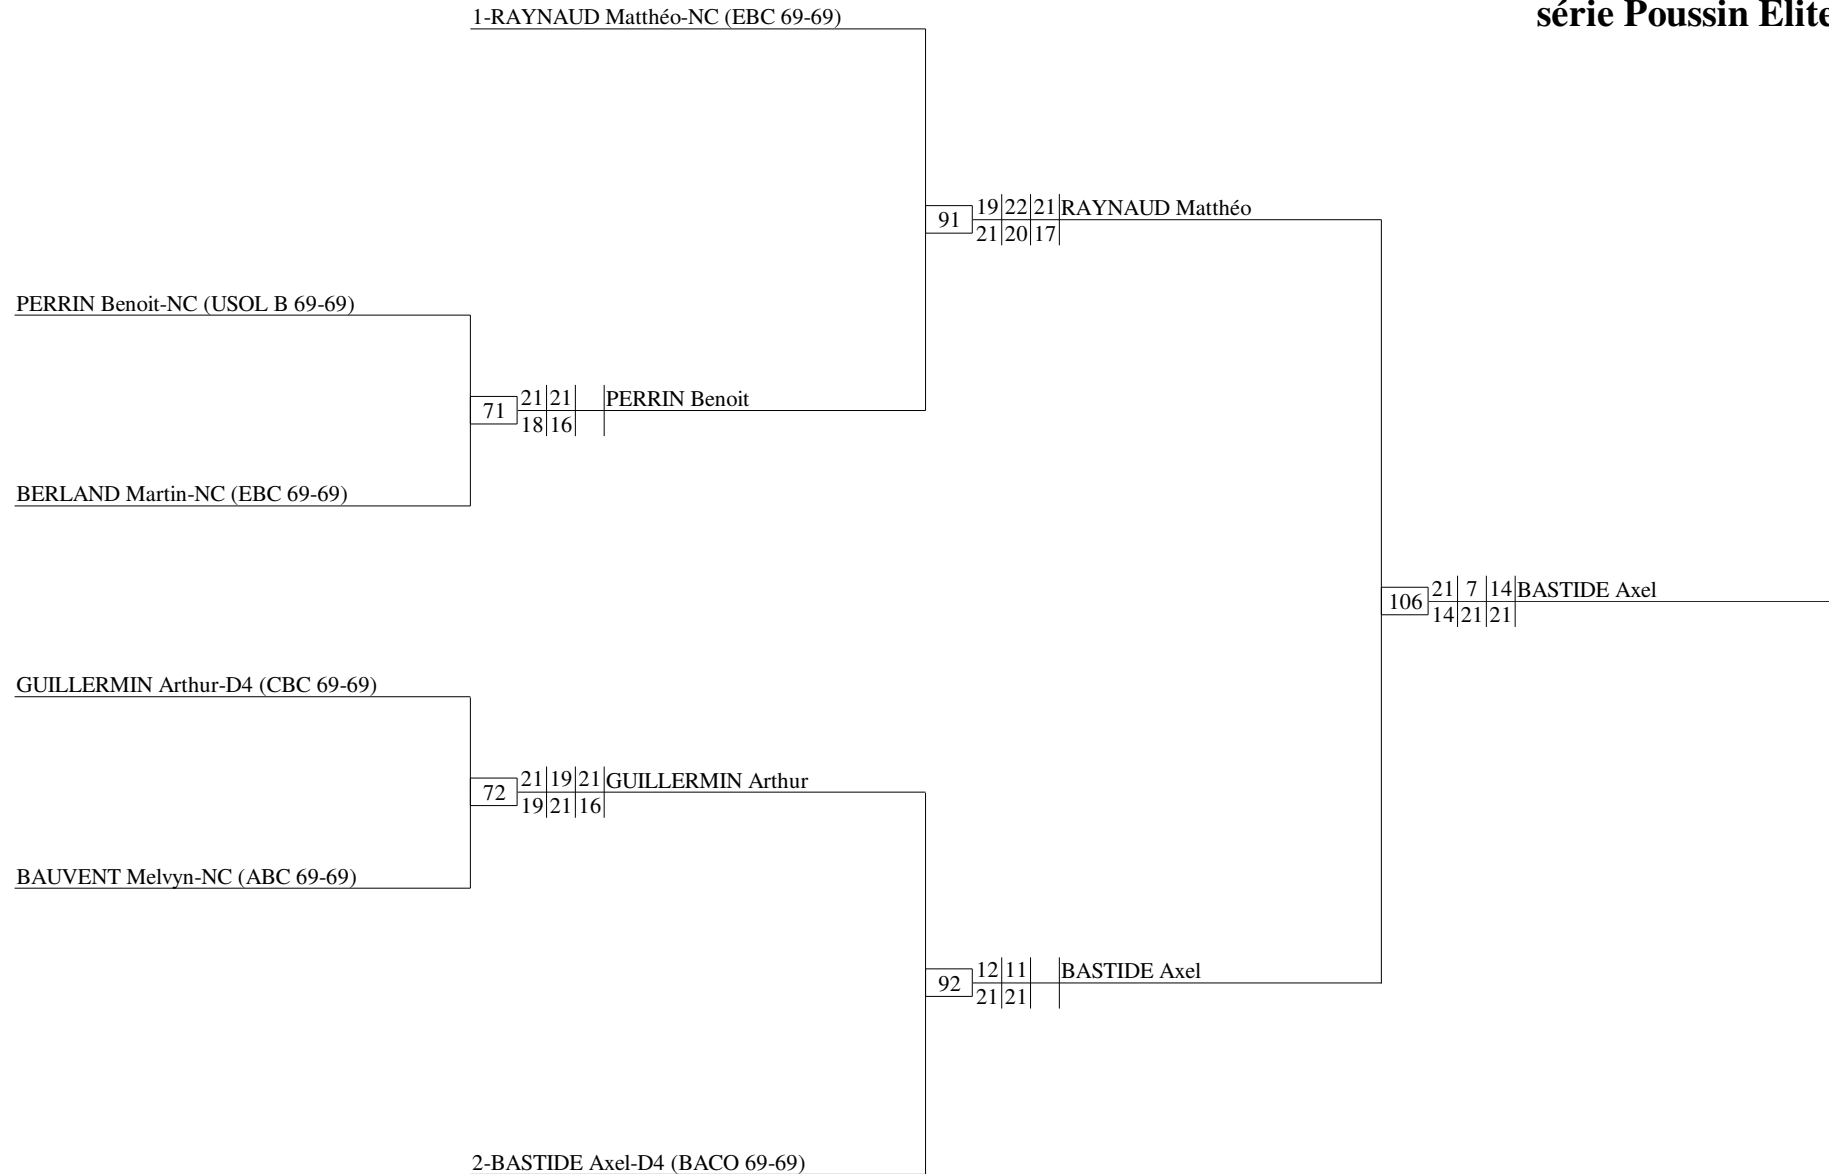 1-RAYNAUD Matthéo-NC (EBC 69-69)
série Poussin Elite
91 19 22 21 RAYNAUD Matthéo
21 20 17
PERRIN Benoit-NC (USOL B 69-69)
71 21 21 PERRIN Benoit
18 16
BERLAND Martin-NC (EBC 69-69)
106 21 7 14 BASTIDE Axel
14 21 21
GUILLERMIN Arthur-D4 (CBC 69-69)
72 21 19 21 GUILLERMIN Arthur
19 21 16
BAUVENT Melvyn-NC (ABC 69-69)
92 12 11 BASTIDE Axel
21 21
2-BASTIDE Axel-D4 (BACO 69-69)